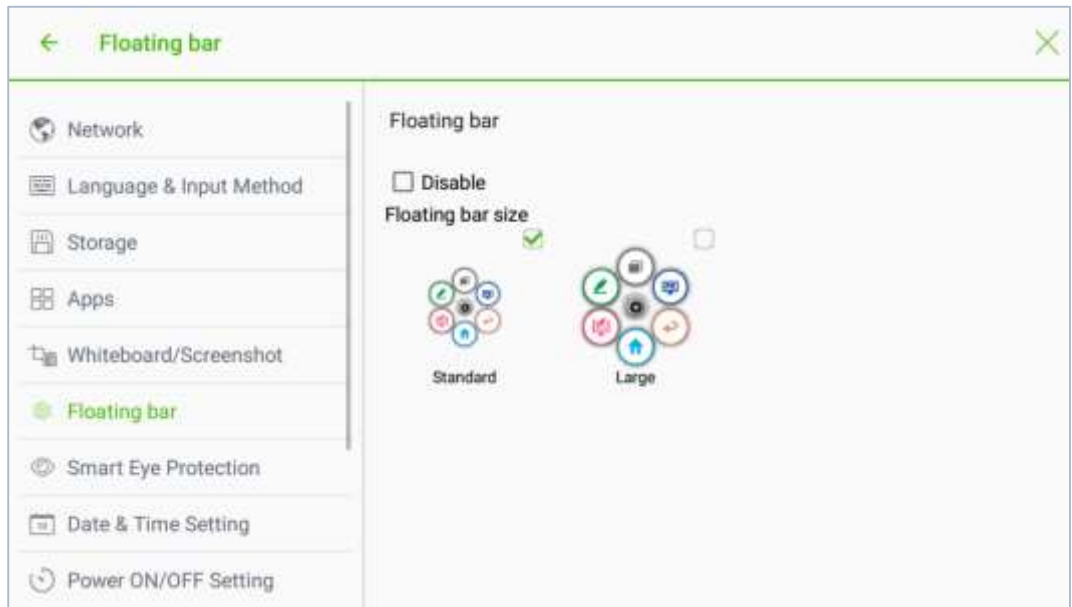 Floating bar
Network
Language & Input Method
Storage
Apps
Whiteboard/Screenshot
Floating bar
Smart Eye Protection
Date & Time Setting
Power ON/OFF Setting
Floating bar
Disable
Floating bar size
Standard
Large